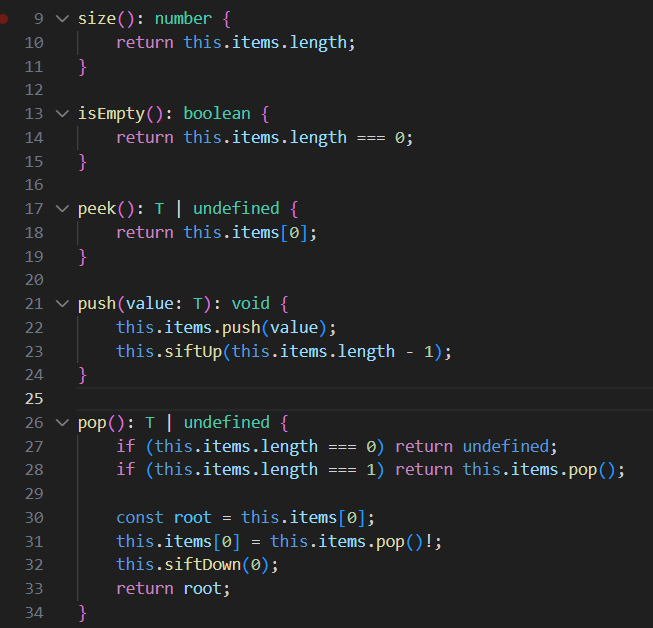 9 size(): number {
10 return this.items.length;
11 }
12
13 isEmpty(): boolean {
14 return this.items.length === 0;
15 }
16
17 peek(): T | undefined {
18 return this.items[0];
19 }
20
21 push(value: T): void {
22 this.items.push(value);
23 this.siftUp(this.items.length - 1);
24 }
25
26 pop(): T | undefined {
27 if (this.items.length === 0) return undefined;
28 if (this.items.length === 1) return this.items.pop();
29
30 const root = this.items[0];
31 this.items[0] = this.items.pop()!;
32 this.siftDown(0);
33 return root;
34 }